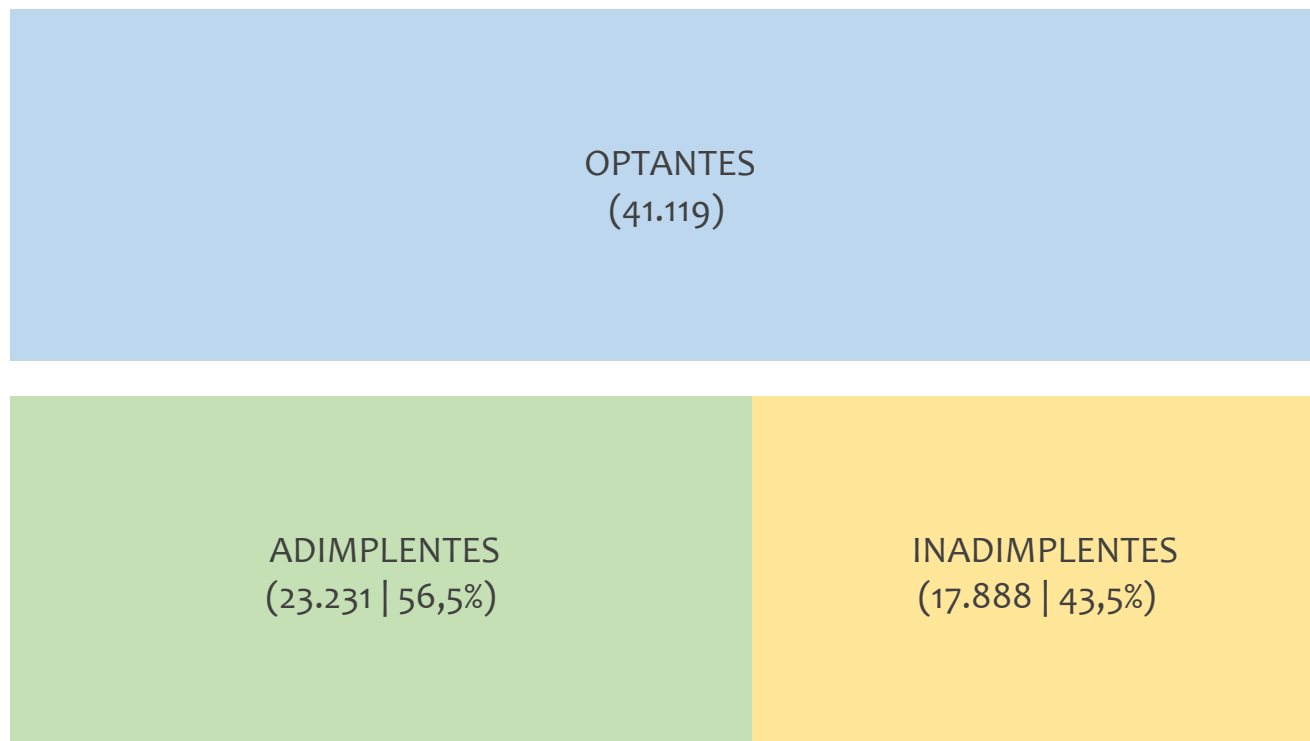 OPTANTES
(41.119)
ADIMPLENTES
(23.231 | 56,5%)
INADIMPLENTES
(17.888 | 43,5%)